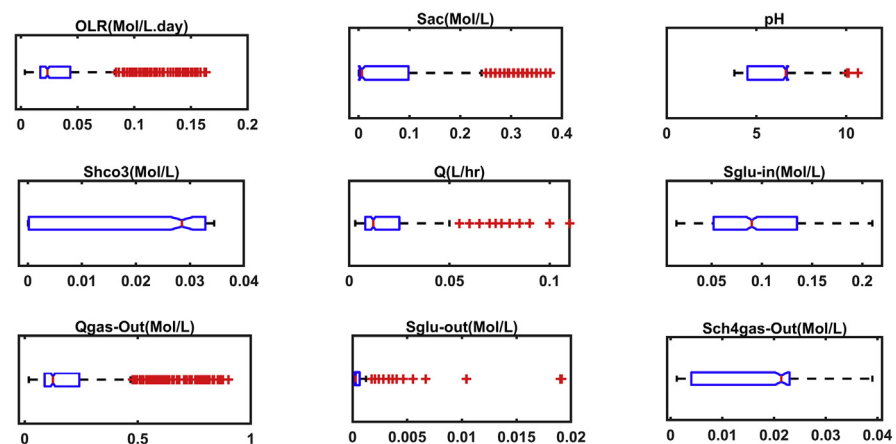 OLR(Mol/L.day)
0 0.05 0.1 0.15 0.2
Sac(Mol/L)
0 0.1 0.2 0.3 0.4
pH
0 5 10
Shco3(Mol/L)
0 0.01 0.02 0.03 0.04
Q(L/hr)
0 0.05 0.1
Sglu-in(Mol/L)
0.05 0.1 0.15 0.2
Qgas-Out(Mol/L)
0 0.5 1
Sglu-out(Mol/L)
0 0.005 0.01 0.015 0.02
Sch4gas-Out(Mol/L)
0 0.01 0.02 0.03 0.04